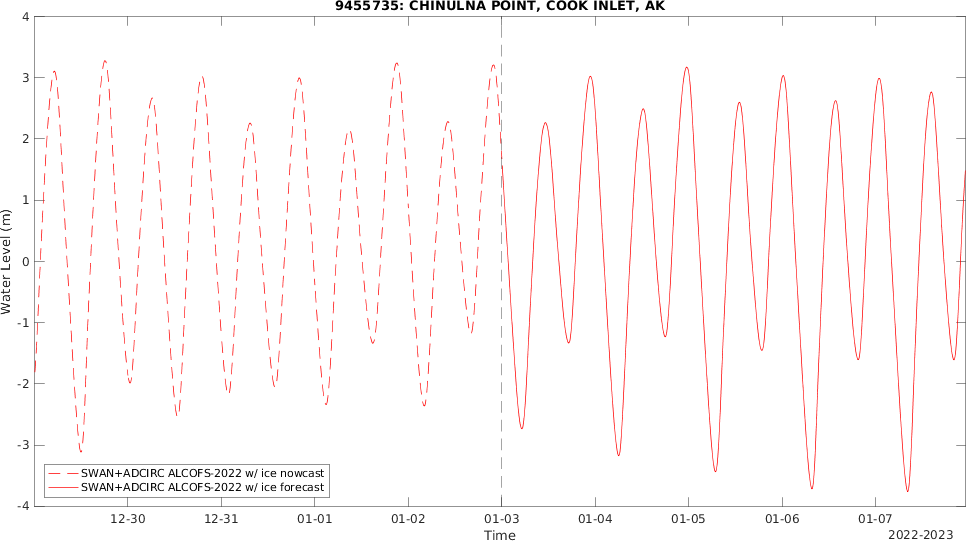 9455735: CHINULNA POINT, COOK INLET, AK
4
3
2
1
0
-1
-2
-3
-4
Water Level (m)
SWAN+ADCIRC ALCOFS-2022 w/ ice nowcast
SWAN+ADCIRC ALCOFS-2022 w/ ice forecast
12-30 12-31 01-01 01-02 01-03 01-04 01-05 01-06 01-07
Time
2022-2023